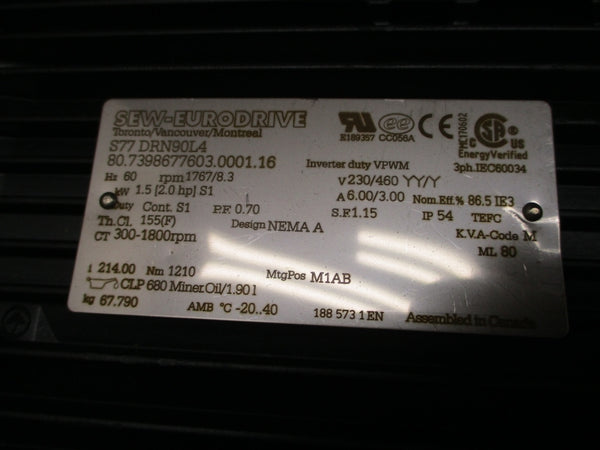 SEW-EURODRIVE
Toronto/Vancouver/Montreal
S77 DRN90L4
80.7398677603.0001.16
Inverter duty VPWM
E189357 CC056A
EMC170602
C US
EnergyVerified
3ph.IEC60034
Hz 60 rpm 1767/8.3 V 230/460 YY/Y
kW 1.5 [2.0 hp] S1 A 6.00/3.00 Nom.Eff.% 86.5 IE3
Duty Cont. S1 P.F. 0.70 S.F. 1.15 IP 54 TEFC
Th.Cl. 155(F) Design NEMA A K.V.A-Code M
CT 300-1800rpm ML 80
i 214.00 Nm 1210 MtgPos M1AB
CLP 680 Miner.Oil/1.90 l
kg 67.790 AMB °C -20..40 188 573 1 EN Assembled in Canada